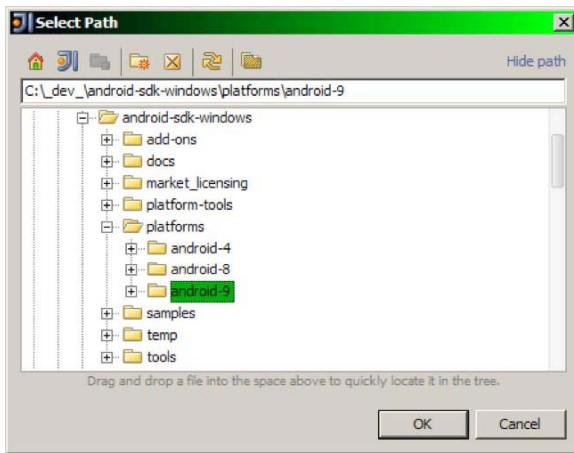 Select Path
Hide path
C:\_dev_\android-sdk-windows\platforms\android-9
android-sdk-windows
add-ons
docs
market_licensing
platform-tools
platforms
android-4
android-8
android-9
samples
temp
tools
Drag and drop a file into the space above to quickly locate it in the tree.
OK Cancel